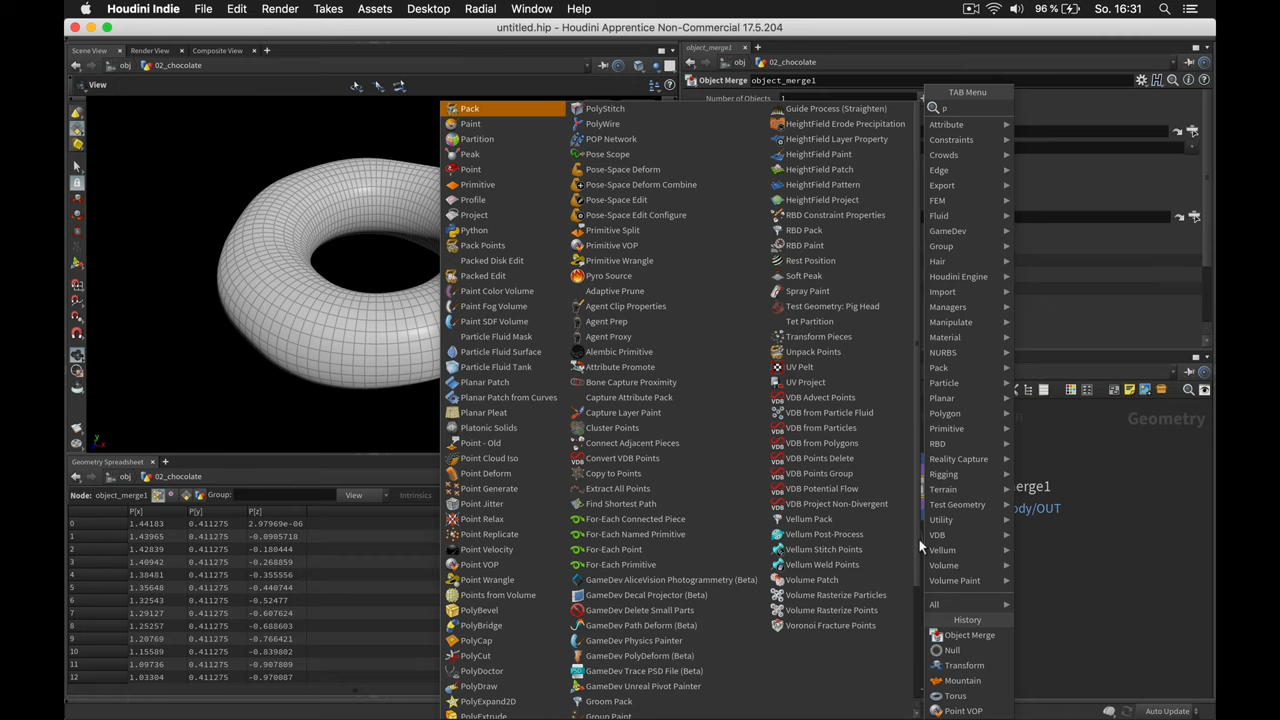 Houdini Indie File Edit Render Takes Assets Desktop Radial Window Help 96 % So. 16:31
untitled.hip - Houdini Apprentice Non-Commercial 17.5.204
Scene View Render View Composite View
object_merge1
obj 02_chocolate
obj 02_chocolate
View
Object Merge object_merge1
Number of Objects 1
TAB Menu
p
Pack
Paint
Partition
Peak
Point
Primitive
Profile
Project
Python
Pack Points
Packed Disk Edit
Packed Edit
Paint Color Volume
Paint Fog Volume
Paint SDF Volume
Particle Fluid Mask
Particle Fluid Surface
Particle Fluid Tank
Planar Patch
Planar Patch from Curves
Planar Pleat
Platonic Solids
Point - Old
Point Cloud Iso
Point Deform
Point Generate
Point Jitter
Point Relax
Point Replicate
Point Velocity
Point VOP
Point Wrangle
Points from Volume
PolyBevel
PolyBridge
PolyCap
PolyCut
PolyDoctor
PolyDraw
PolyExpand2D
PolyExtrude
PolyStitch
PolyWire
POP Network
Pose Scope
Pose-Space Deform
Pose-Space Deform Combine
Pose-Space Edit
Pose-Space Edit Configure
Primitive Split
Primitive VOP
Primitive Wrangle
Pyro Source
Adaptive Prune
Agent Clip Properties
Agent Prep
Agent Proxy
Alembic Primitive
Attribute Promote
Bone Capture Proximity
Capture Attribute Pack
Capture Layer Paint
Cluster Points
Connect Adjacent Pieces
Convert VDB Points
Copy to Points
Extract All Points
Find Shortest Path
For-Each Connected Piece
For-Each Named Primitive
For-Each Point
For-Each Primitive
GameDev AliceVision Photogrammetry (Beta)
GameDev Decal Projector (Beta)
GameDev Delete Small Parts
GameDev Path Deform (Beta)
GameDev Physics Painter
GameDev PolyDeform (Beta)
GameDev Trace PSD File (Beta)
GameDev Unreal Pivot Painter
Groom Pack
Group Paint
Guide Process (Straighten)
HeightField Erode Precipitation
HeightField Layer Property
HeightField Paint
HeightField Patch
HeightField Pattern
HeightField Project
RBD Constraint Properties
RBD Pack
RBD Paint
Rest Position
Soft Peak
Spray Paint
Test Geometry: Pig Head
Tet Partition
Transform Pieces
Unpack Points
UV Pelt
UV Project
VDB Advect Points
VDB from Particle Fluid
VDB from Particles
VDB from Polygons
VDB Points Delete
VDB Points Group
VDB Potential Flow
VDB Project Non-Divergent
Vellum Pack
Vellum Post-Process
Vellum Stitch Points
Vellum Weld Points
Volume Patch
Volume Rasterize Particles
Volume Rasterize Points
Voronoi Fracture Points
Attribute
Constraints
Crowds
Edge
Export
FEM
Fluid
GameDev
Group
Hair
Houdini Engine
Import
Managers
Manipulate
Material
NURBS
Pack
Particle
Planar
Polygon
Primitive
RBD
Reality Capture
Rigging
Terrain
Test Geometry
Utility
VDB
Vellum
Volume
Volume Paint
All
History
Object Merge
Null
Transform
Mountain
Torus
Point VOP
Geometry
Geometry Spreadsheet
obj 02_chocolate
Node: object_merge1 Group: View Intrinsics
P[x] P[y] P[z]
0 1.44183 0.411275 2.97969e-06
1 1.43965 0.411275 -0.0905718
2 1.42839 0.411275 -0.180444
3 1.40942 0.411275 -0.268859
4 1.38481 0.411275 -0.355556
5 1.35648 0.411275 -0.440744
6 1.32543 0.411275 -0.52477
7 1.29127 0.411275 -0.607624
8 1.25257 0.411275 -0.688603
9 1.20769 0.411275 -0.766421
10 1.15589 0.411275 -0.839802
11 1.09736 0.411275 -0.907809
12 1.03304 0.411275 -0.970087
Auto Update